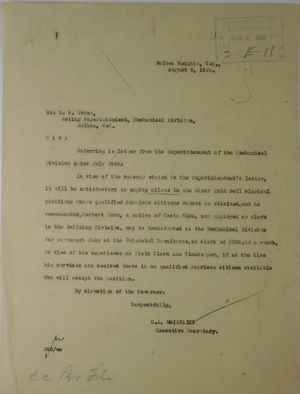 2-E-11
Balboa Heights, C.Z.,
August 2, 1920.
Mr. R. D.
Acting Superintendent, Mechanical Division,
Balboa, C.Z.
Sir:
Referring to letter from the Superintendent of the Mechanical
Division dated July 29th.
In view of the reasons stated in the Superintendent's letter,
it will be satisfactory to employ aliens in the minor gold roll clerical
positions where qualified American citizens cannot be obtained, and as
recommended, Herbert a native of Costa Rica, now employed as clerk
in the Building Division, may be transferred to the Mechanical Division
for permanent duty at the Cristobal as clerk at $100.00 a month,
in view of his experience as Field Clerk and Timekeeper, if at the time
his services are desired there is no qualified American citizen available
who will accept the position.
By direction of the Governor:
Respectfully,
C.A. McILVAINE
Executive Secretary.
cc File